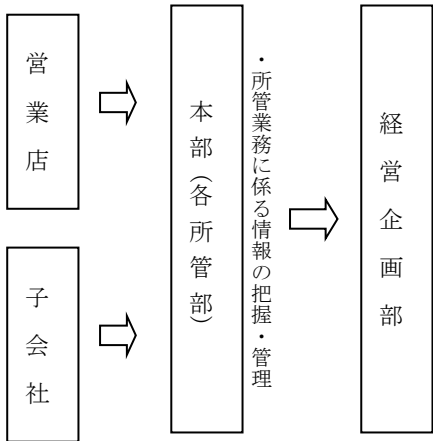 営業店
子会社
本部（各所管部）
・所管業務に係る情報の把握・管理
経営企画部